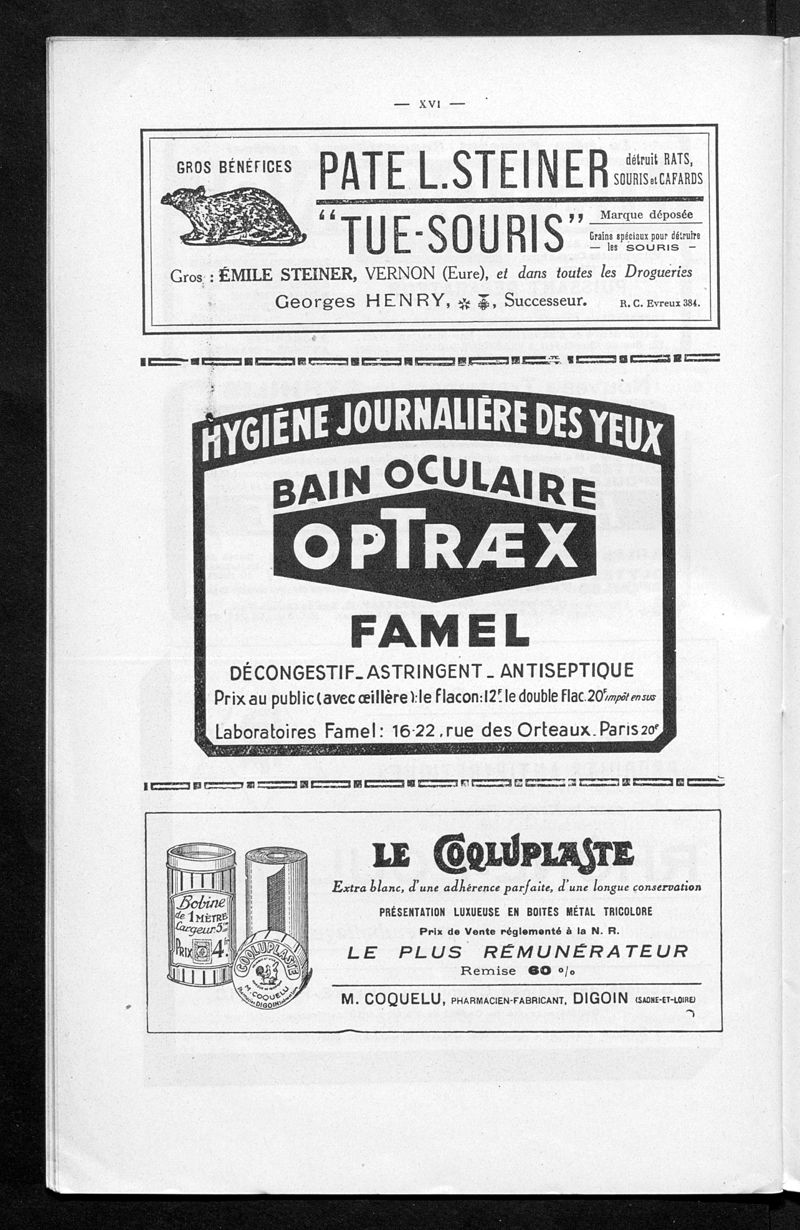 — XVI —
GROS BÉNÉFICES
PATE L. STEINER
détruit RATS,
SOURIS et CAFARDS
"TUE-SOURIS"
Marque déposée
Grains spéciaux pour détruire
— les SOURIS —
Gros : ÉMILE STEINER, VERNON (Eure), et dans toutes les Drogueries
Georges HENRY, Successeur.
R. C. Evreux 384.
HYGIÈNE JOURNALIÈRE DES YEUX
BAIN OCULAIRE
OPTRÆX
FAMEL
DÉCONGESTIF_ASTRINGENT_ANTISEPTIQUE
Prix au public (avec œillère): le flacon: 12F. le double Flac. 20F impôt en sus
Laboratoires Famel: 16-22, rue des Orteaux. Paris 20e
LE COQLUPLASTE
Extra blanc, d'une adhérence parfaite, d'une longue conservation
PRÉSENTATION LUXUEUSE EN BOITES MÉTAL TRICOLORE
Prix de Vente réglementé à la N. R.
LE PLUS RÉMUNÉRATEUR
Remise 60 %
M. COQUELU, PHARMACIEN-FABRICANT, DIGOIN (SAONE-ET-LOIRE)
Bobine
de 1 MÈTRE
Largeur 5cm
PRIX 4fr
COQLUPLASTE
M. COQUELU
DIGOIN